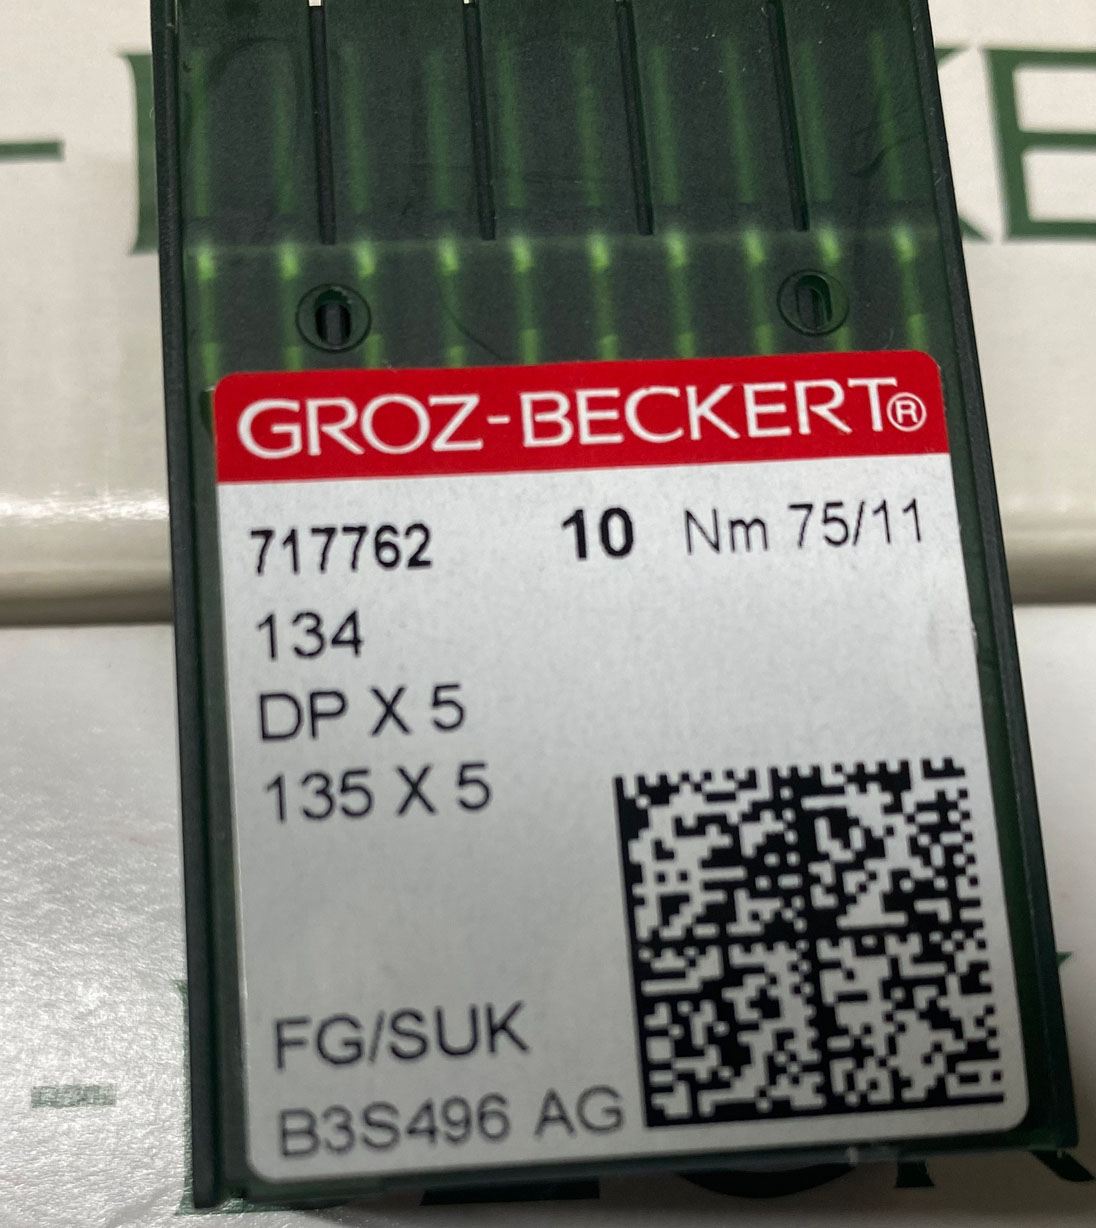 GROZ-BECKERT®
717762 10 Nm 75/11
134
DP X 5
135 X 5
FG/SUK
B3S496 AG